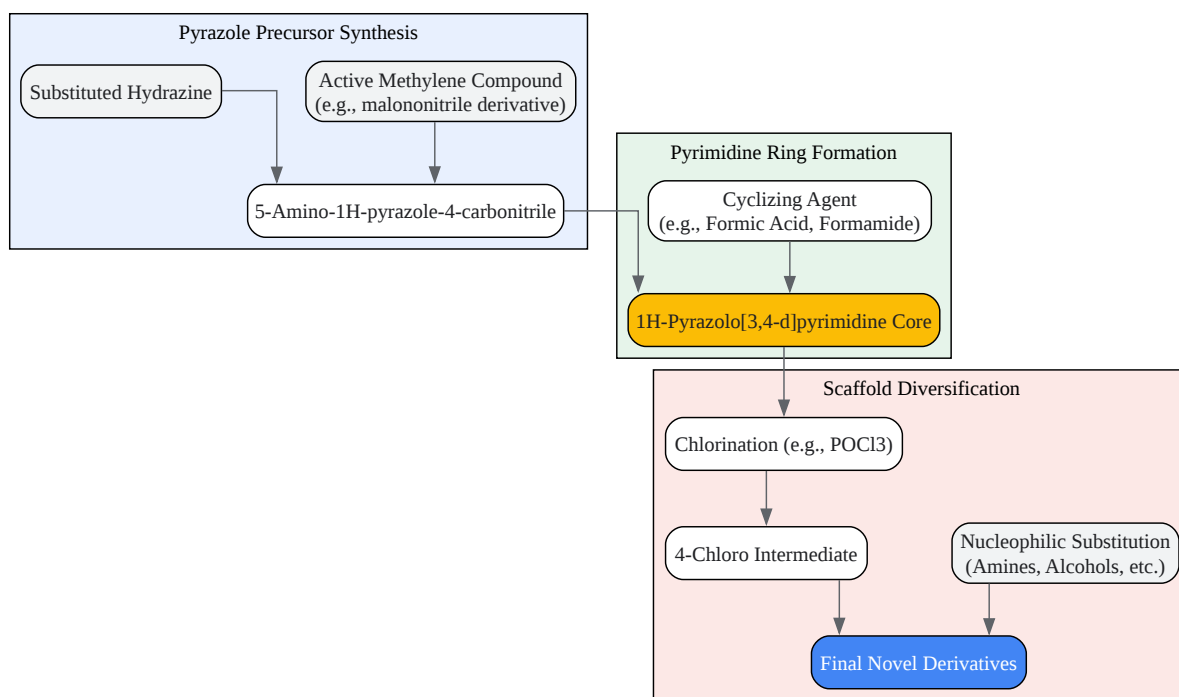 Pyrazole Precursor Synthesis
Substituted Hydrazine
Active Methylene Compound
(e.g., malononitrile derivative)
5-Amino-1H-pyrazole-4-carbonitrile
Pyrimidine Ring Formation
Cyclizing Agent
(e.g., Formic Acid, Formamide)
1H-Pyrazolo[3,4-d]pyrimidine Core
Scaffold Diversification
Chlorination (e.g., POCl3)
4-Chloro Intermediate
Nucleophilic Substitution
(Amines, Alcohols, etc.)
Final Novel Derivatives